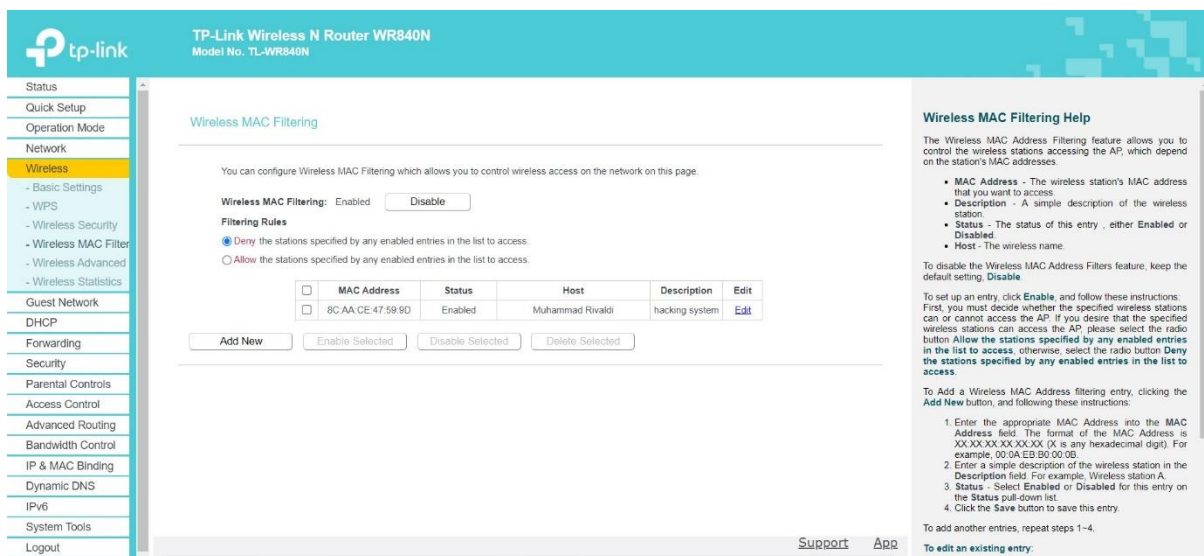 tp-link
TP-Link Wireless N Router WR840N
Model No. TL-WR840N
Status
Quick Setup
Operation Mode
Network
Wireless
- Basic Settings
- WPS
- Wireless Security
- Wireless MAC Filter
- Wireless Advanced
- Wireless Statistics
Guest Network
DHCP
Forwarding
Security
Parental Controls
Access Control
Advanced Routing
Bandwidth Control
IP & MAC Binding
Dynamic DNS
IPv6
System Tools
Logout
Wireless MAC Filtering
You can configure Wireless MAC Filtering which allows you to control wireless access on the network on this page.
Wireless MAC Filtering: Enabled Disable
Filtering Rules
Deny the stations specified by any enabled entries in the list to access.
Allow the stations specified by any enabled entries in the list to access.
MAC Address Status Host Description Edit
8C:AA:CE:47:59:9D Enabled Muhammad Rivaldi hacking system Edit
Add New Enable Selected Disable Selected Delete Selected
Support App
Wireless MAC Filtering Help
The Wireless MAC Address Filtering feature allows you to
control the wireless stations accessing the AP, which depend
on the station's MAC addresses.
• MAC Address - The wireless station's MAC address
that you want to access.
• Description - A simple description of the wireless
station.
• Status - The status of this entry , either Enabled or
Disabled.
• Host - The wireless name.
To disable the Wireless MAC Address Filters feature, keep the
default setting, Disable.
To set up an entry, click Enable, and follow these instructions:
First, you must decide whether the specified wireless stations
can or cannot access the AP. If you desire that the specified
wireless stations can access the AP, please select the radio
button Allow the stations specified by any enabled entries
in the list to access, otherwise, select the radio button Deny
the stations specified by any enabled entries in the list to
access.
To Add a Wireless MAC Address filtering entry, clicking the
Add New button, and following these instructions:
1. Enter the appropriate MAC Address into the MAC
Address field. The format of the MAC Address is
XX:XX:XX:XX:XX:XX (X is any hexadecimal digit). For
example, 00:0A:EB:B0:00:0B.
2. Enter a simple description of the wireless station in the
Description field. For example, Wireless station A.
3. Status - Select Enabled or Disabled for this entry on
the Status pull-down list.
4. Click the Save button to save this entry.
To add another entries, repeat steps 1~4.
To edit an existing entry: